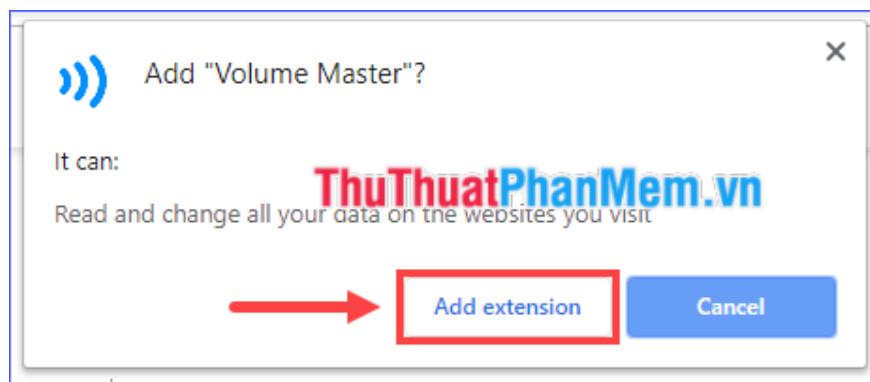 Add "Volume Master"?
It can:
ThuThuatPhanMem.vn
Read and change all your data on the websites you visit
Add extension
Cancel